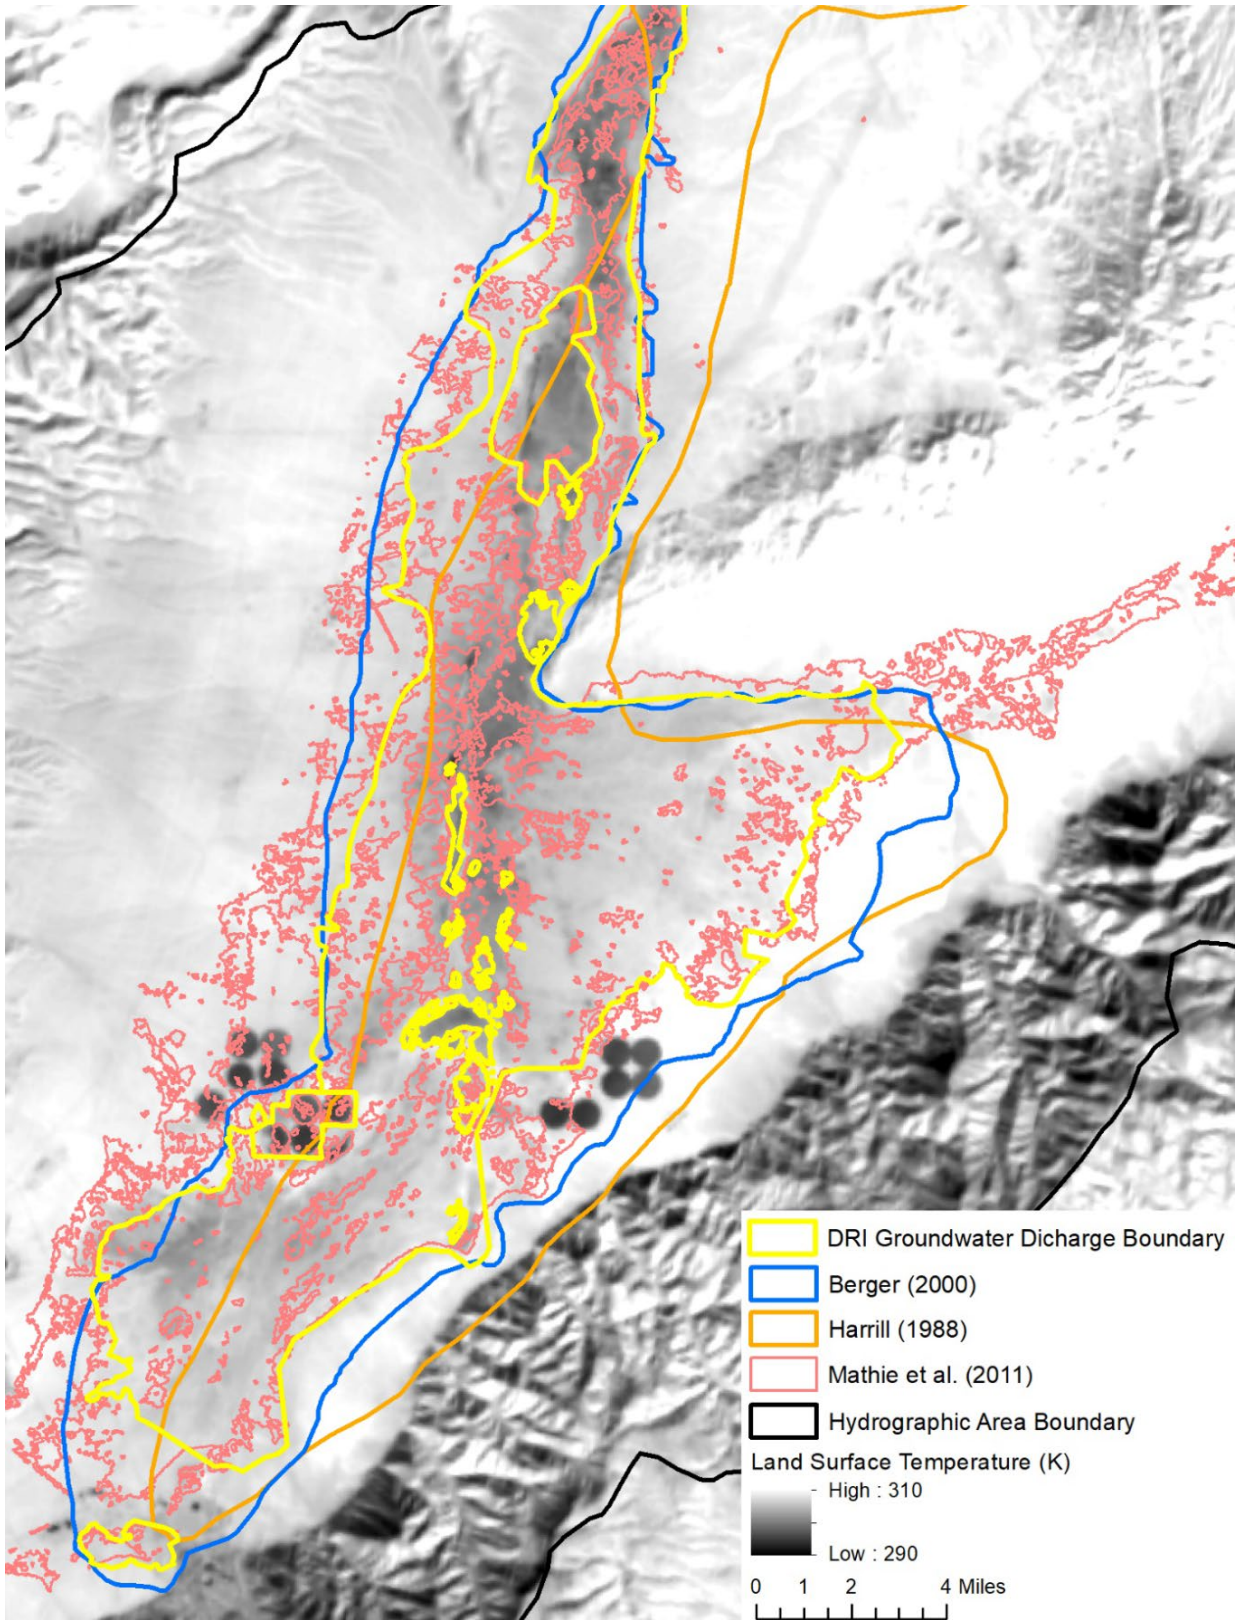 DRI Groundwater Dicharge Boundary
Berger (2000)
Harrill (1988)
Mathie et al. (2011)
Hydrographic Area Boundary
Land Surface Temperature (K)
High : 310
Low : 290
0 1 2 4 Miles